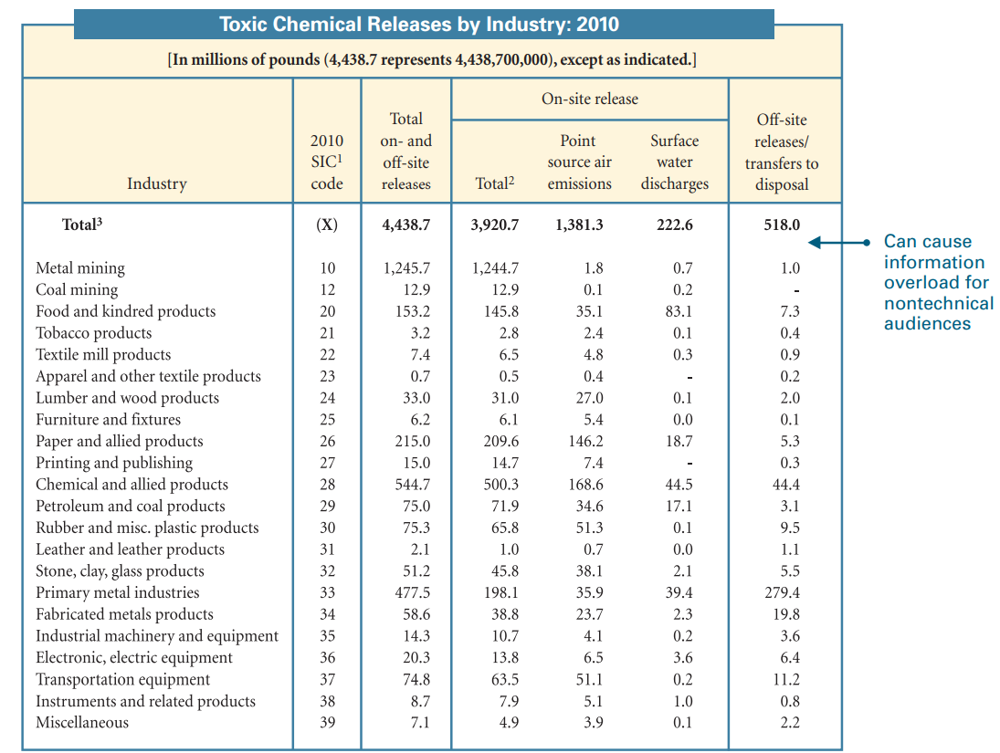 Toxic Chemical Releases by Industry: 2010
[In millions of pounds (4,438.7 represents 4,438,700,000), except as indicated.]
Industry
2010
SIC¹
code
Total
on- and
off-site
releases
On-site release
Total²
Point
source air
emissions
Surface
water
discharges
Off-site
releases/
transfers to
disposal
Total³ (X) 4,438.7 3,920.7 1,381.3 222.6 518.0
Metal mining 10 1,245.7 1,244.7 1.8 0.7 1.0
Coal mining 12 12.9 12.9 0.1 0.2 -
Food and kindred products 20 153.2 145.8 35.1 83.1 7.3
Tobacco products 21 3.2 2.8 2.4 0.1 0.4
Textile mill products 22 7.4 6.5 4.8 0.3 0.9
Apparel and other textile products 23 0.7 0.5 0.4 - 0.2
Lumber and wood products 24 33.0 31.0 27.0 0.1 2.0
Furniture and fixtures 25 6.2 6.1 5.4 0.0 0.1
Paper and allied products 26 215.0 209.6 146.2 18.7 5.3
Printing and publishing 27 15.0 14.7 7.4 - 0.3
Chemical and allied products 28 544.7 500.3 168.6 44.5 44.4
Petroleum and coal products 29 75.0 71.9 34.6 17.1 3.1
Rubber and misc. plastic products 30 75.3 65.8 51.3 0.1 9.5
Leather and leather products 31 2.1 1.0 0.7 0.0 1.1
Stone, clay, glass products 32 51.2 45.8 38.1 2.1 5.5
Primary metal industries 33 477.5 198.1 35.9 39.4 279.4
Fabricated metals products 34 58.6 38.8 23.7 2.3 19.8
Industrial machinery and equipment 35 14.3 10.7 4.1 0.2 3.6
Electronic, electric equipment 36 20.3 13.8 6.5 3.6 6.4
Transportation equipment 37 74.8 63.5 51.1 0.2 11.2
Instruments and related products 38 8.7 7.9 5.1 1.0 0.8
Miscellaneous 39 7.1 4.9 3.9 0.1 2.2
Can cause
information
overload for
nontechnical
audiences